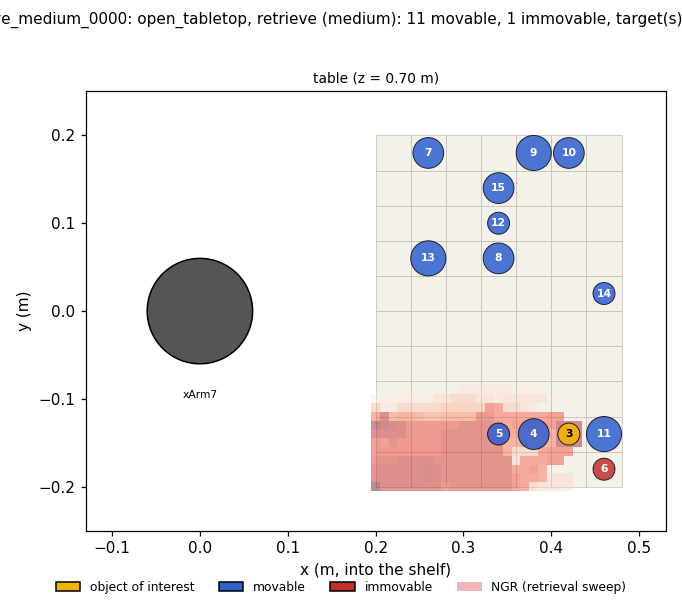 e_medium_0000: open_tabletop, retrieve (medium): 11 movable, 1 immovable, target(s)
table (z = 0.70 m)
0.2
0.1
0.0
−0.1
−0.2
y (m)
7
9
10
15
12
13
8
14
xArm7
5
4
3
11
6
−0.1
0.0
0.1
0.2
0.3
0.4
0.5
x (m, into the shelf)
object of interest
movable
immovable
NGR (retrieval sweep)